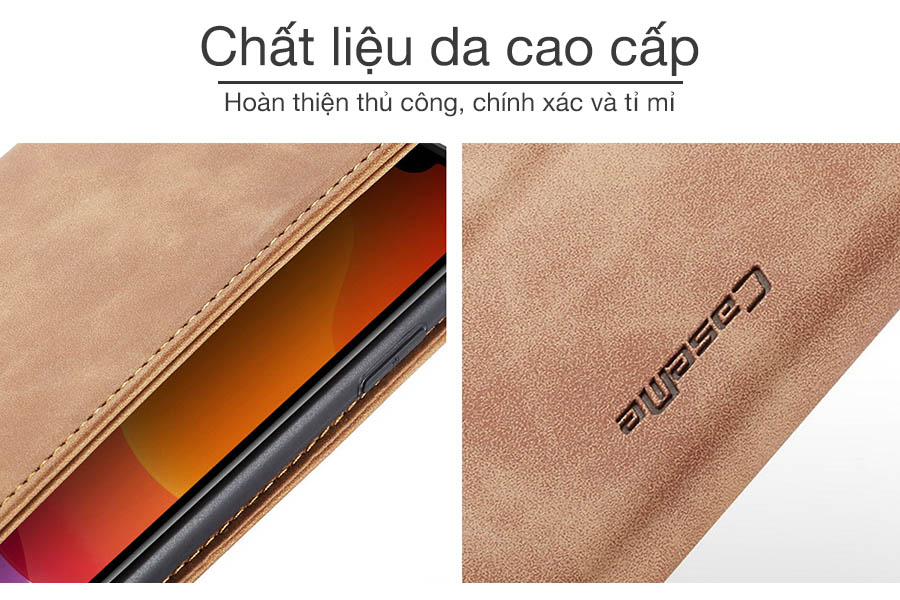 Chất liệu da cao cấp
Hoàn thiện thủ công, chính xác và tỉ mỉ
CaseMe